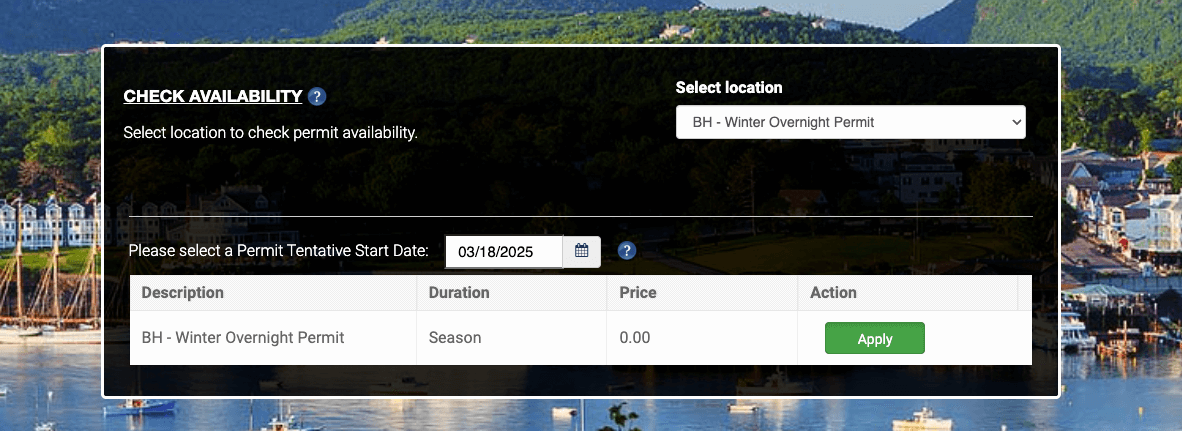 CHECK AVAILABILITY ?
Select location to check permit availability.
Select location
BH - Winter Overnight Permit
Please select a Permit Tentative Start Date: 03/18/2025 ?
Description Duration Price Action
BH - Winter Overnight Permit Season 0.00 Apply